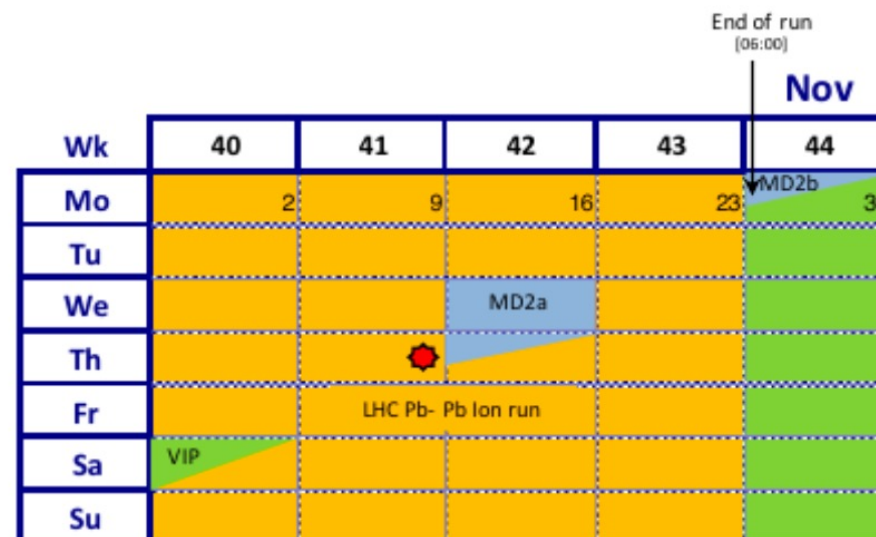 End of run
(06:00)
Nov
Wk 40 41 42 43 44
Mo 2 9 16 23 MD2b 3
Tu
We MD2a
Th
Fr LHC Pb- Pb Ion run
Sa VIP
Su